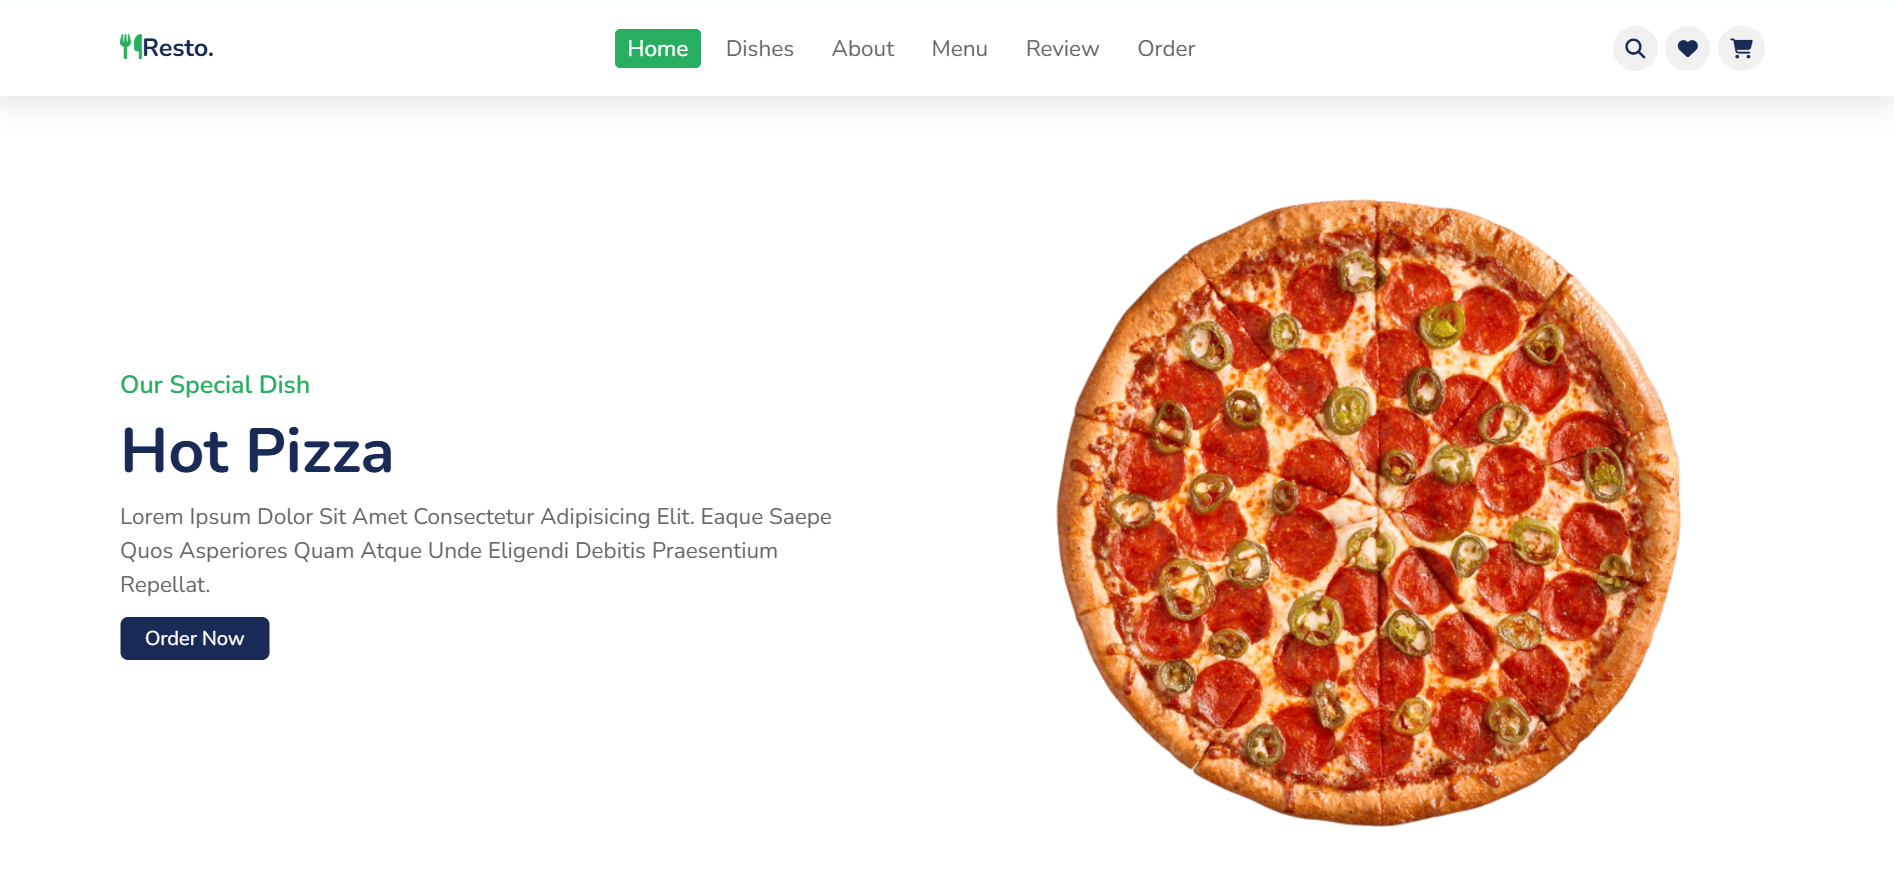 Resto.
Home Dishes About Menu Review Order
Our Special Dish
Hot Pizza
Lorem Ipsum Dolor Sit Amet Consectetur Adipisicing Elit. Eaque Saepe
Quos Asperiores Quam Atque Unde Eligendi Debitis Praesentium
Repellat.
Order Now